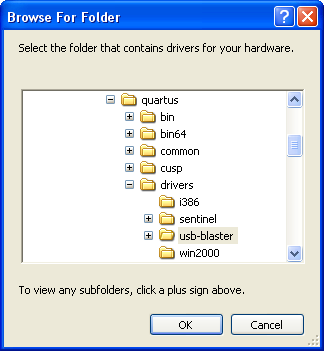 Browse For Folder
Select the folder that contains drivers for your hardware.
quartus
bin
bin64
common
cusp
drivers
i386
sentinel
usb-blaster
win2000
To view any subfolders, click a plus sign above.
OK
Cancel